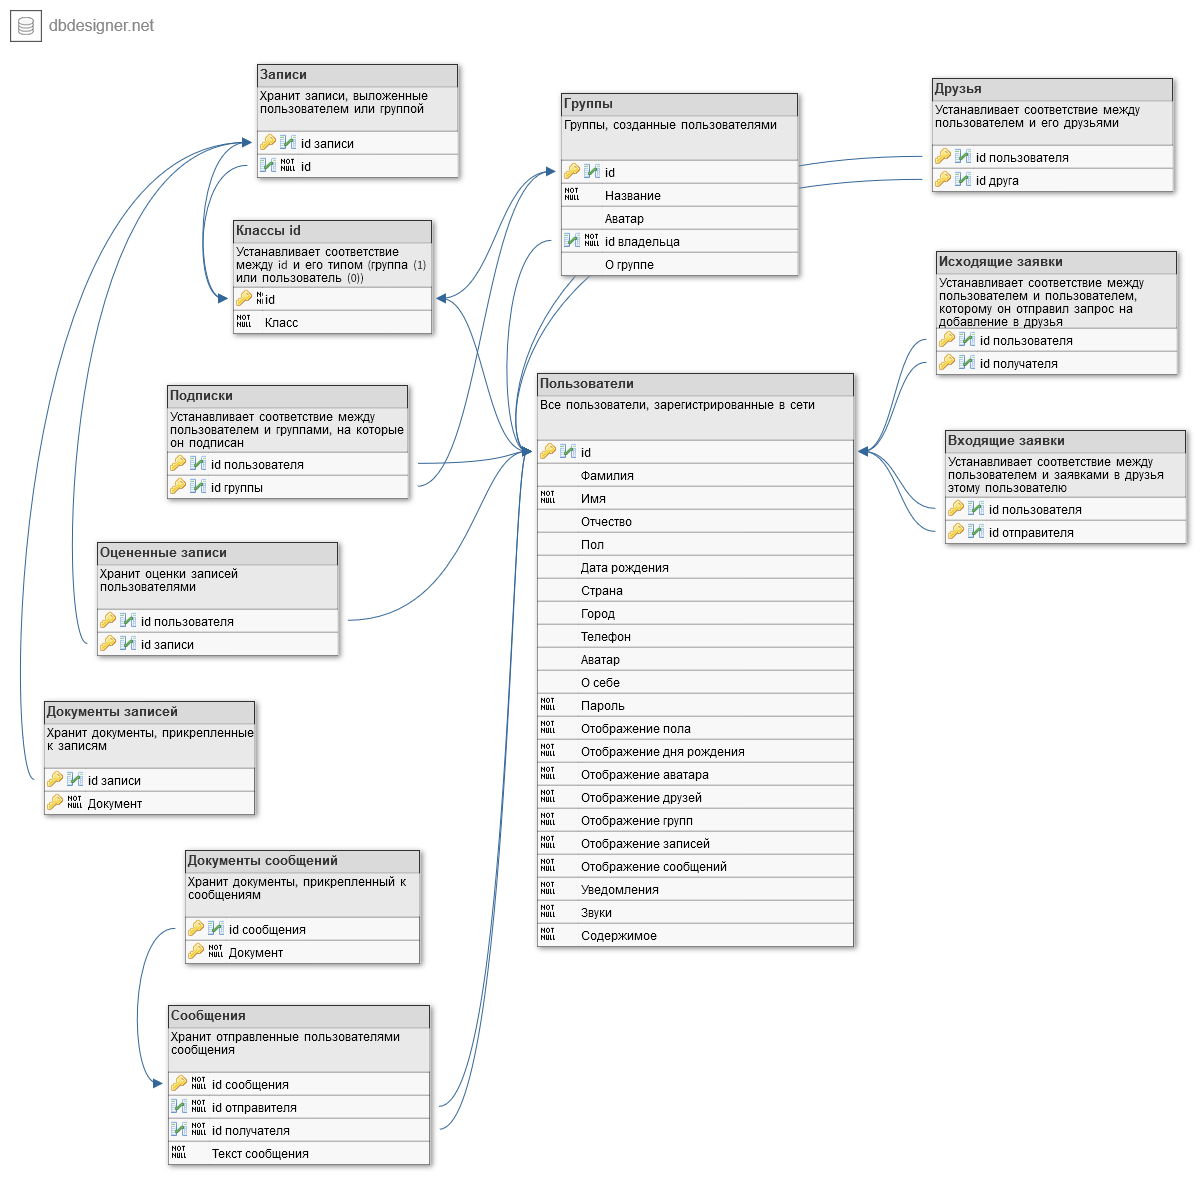 dbdesigner.net
Записи
Хранит записи, выложенные
пользователем или группой
id записи
NOT NULL id
Классы id
Устанавливает соответствие
между id и его типом (группа (1)
или пользователь (0))
id
NOT NULL Класс
Подписки
Устанавливает соответствие между
пользователем и группами, на которые
он подписан
id пользователя
id группы
Оцененные записи
Хранит оценки записей
пользователями
id пользователя
id записи
Документы записей
Хранит документы, прикрепленные
к записям
id записи
NOT NULL Документ
Документы сообщений
Хранит документы, прикрепленный к
сообщениям
id сообщения
NOT NULL Документ
Сообщения
Хранит отправленные пользователями
сообщения
NOT NULL id сообщения
NOT NULL id отправителя
NOT NULL id получателя
NOT NULL Текст сообщения
Группы
Группы, созданные пользователями
id
NOT NULL Название
Аватар
NOT NULL id владельца
О группе
Пользователи
Все пользователи, зарегистрированные в сети
id
Фамилия
NOT NULL Имя
Отчество
Пол
Дата рождения
Страна
Город
Телефон
Аватар
О себе
NOT NULL Пароль
NOT NULL Отображение пола
NOT NULL Отображение дня рождения
NOT NULL Отображение аватара
NOT NULL Отображение друзей
NOT NULL Отображение групп
NOT NULL Отображение записей
NOT NULL Отображение сообщений
NOT NULL Уведомления
NOT NULL Звуки
NOT NULL Содержимое
Друзья
Устанавливает соответствие между
пользователем и его друзьями
id пользователя
id друга
Исходящие заявки
Устанавливает соответствие между
пользователем и пользователем,
которому он отправил запрос на
добавление в друзья
id пользователя
id получателя
Входящие заявки
Устанавливает соответствие между
пользователем и заявками в друзья
этому пользователю
id пользователя
id отправителя